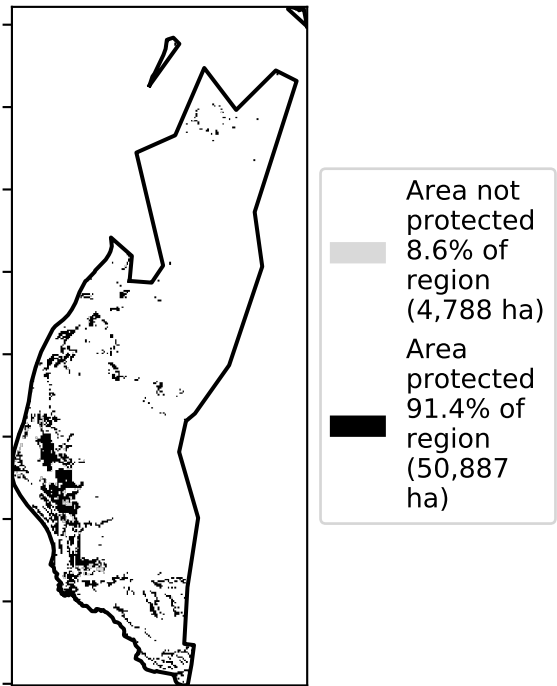 Area not
protected
8.6% of
region
(4,788 ha)
Area
protected
91.4% of
region
(50,887
ha)